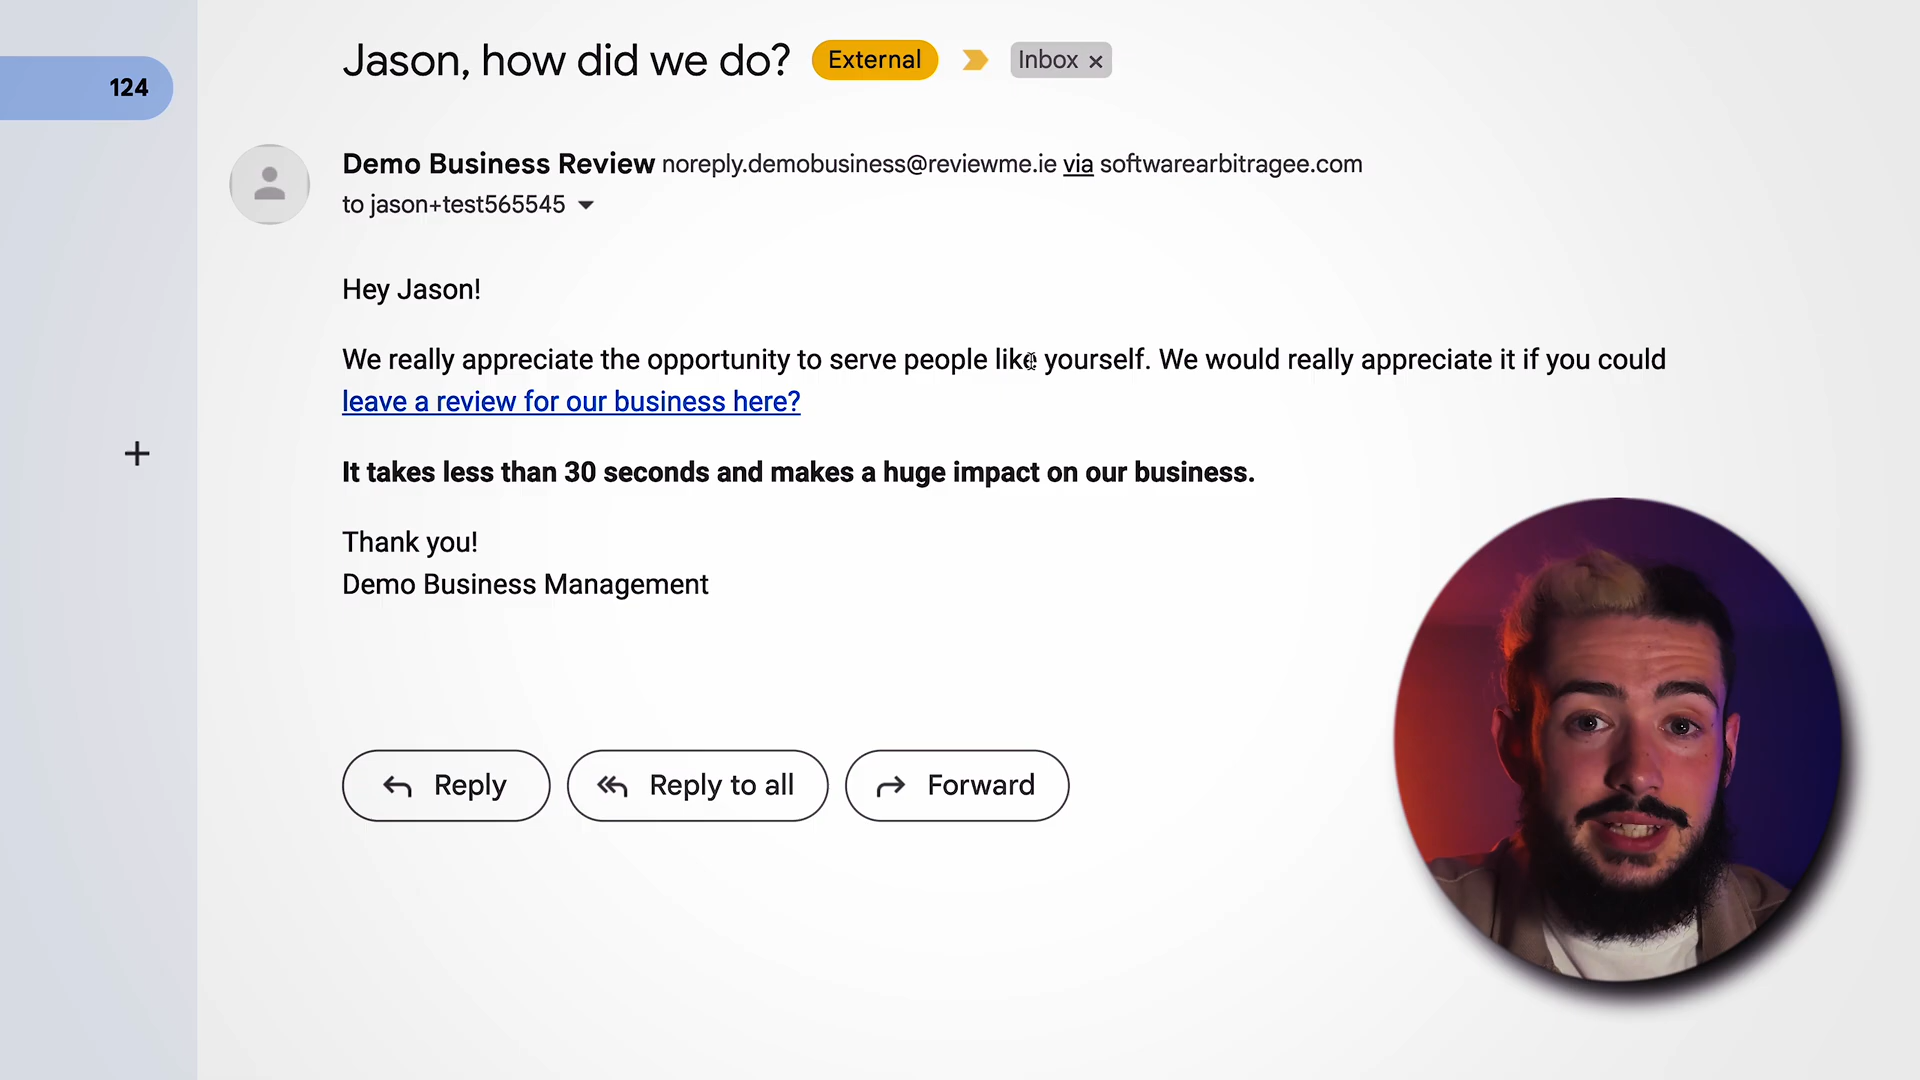 124
Jason, how did we do? External Inbox ×
Demo Business Review noreply.demobusiness@reviewme.ie via softwarearbitragee.com
to jason+test565545
Hey Jason!
We really appreciate the opportunity to serve people like yourself. We would really appreciate it if you could
leave a review for our business here?
It takes less than 30 seconds and makes a huge impact on our business.
Thank you!
Demo Business Management
Reply Reply to all Forward